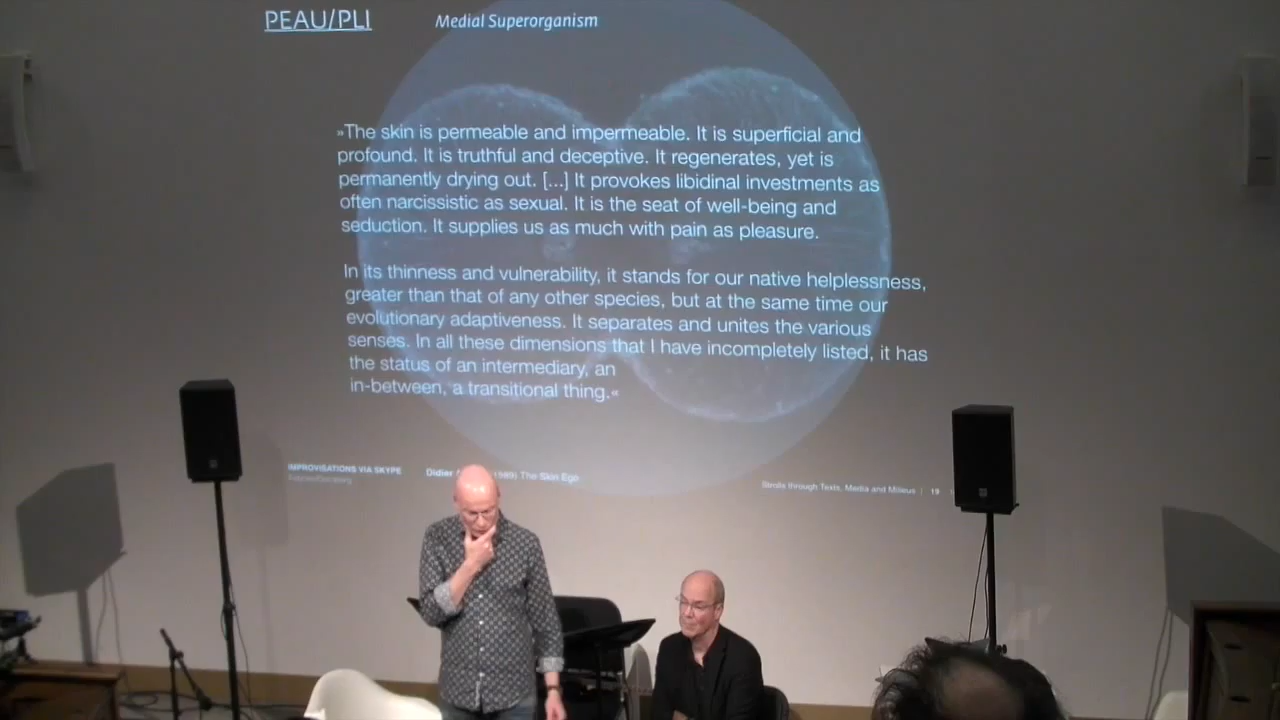 PEAU/PLI Medial Superorganism
»The skin is permeable and impermeable. It is superficial and
profound. It is truthful and deceptive. It regenerates, yet is
permanently drying out. [...] It provokes libidinal investments as
often narcissistic as sexual. It is the seat of well-being and
seduction. It supplies us as much with pain as pleasure.
In its thinness and vulnerability, it stands for our native helplessness,
greater than that of any other species, but at the same time our
evolutionary adaptiveness. It separates and unites the various
senses. In all these dimensions that I have incompletely listed, it has
the status of an intermediary, an
in-between, a transitional thing.«
IMPROVISATIONS VIA SKYPE Didier 1989) The Skin Ego
Strolls through Texts, Media and Milieus | 19